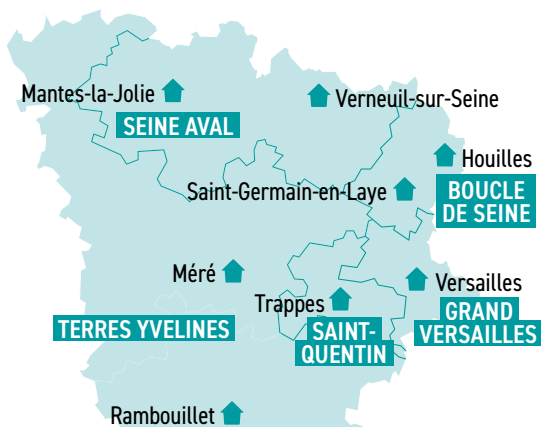 Mantes-la-Jolie
Verneuil-sur-Seine
SEINE AVAL
Houilles
Saint-Germain-en-Laye
BOUCLE
DE SEINE
Méré
Versailles
Trappes
GRAND
VERSAILLES
TERRES YVELINES
SAINT-
QUENTIN
Rambouillet